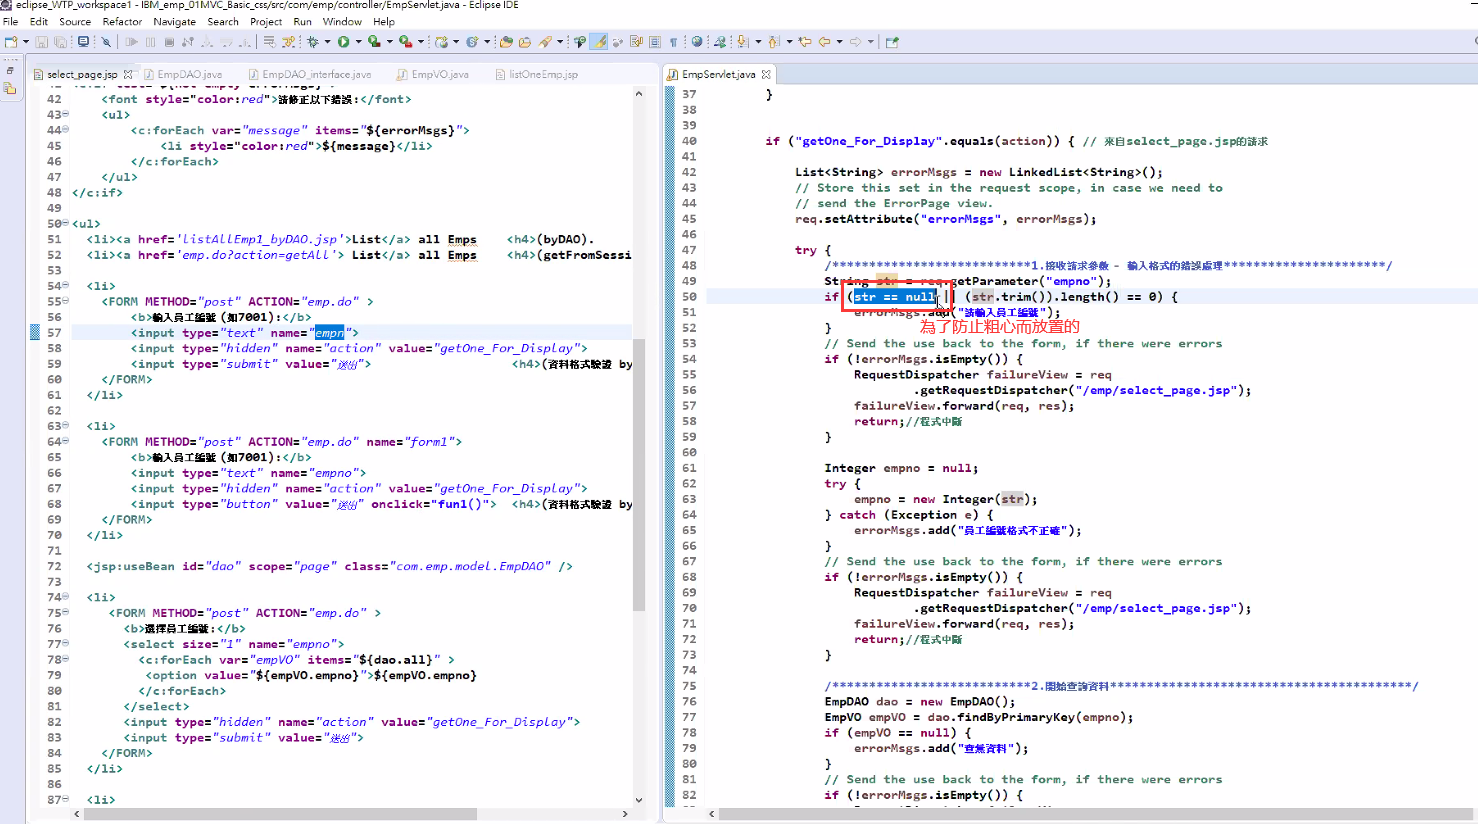 eclipse_WTP_workspace1 - IBM_emp_01MVC_Basic_css/src/com/emp/controller/EmpServlet.java - Eclipse IDE
File Edit Source Refactor Navigate Search Project Run Window Help
select_page.jsp EmpDAO.java EmpDAO_interface.java EmpVO.java listOneEmp.jsp
42 <font style="color:red">請修正以下錯誤:</font>
43 <ul>
44 <c:forEach var="message" items="${errorMsgs}">
45 <li style="color:red">${message}</li>
46 </c:forEach>
47 </ul>
48 </c:if>
49
50 <ul>
51 <li><a href='listAllEmp1_byDAO.jsp'>List</a> all Emps <h4>(byDAO).
52 <li><a href='emp.do?action=getAll'> List</a> all Emps <h4>(getFromSessi
53
54 <li>
55 <FORM METHOD="post" ACTION="emp.do" >
56 <b>輸入員工編號 (如7001):</b>
57 <input type="text" name="empn">
58 <input type="hidden" name="action" value="getOne_For_Display">
59 <input type="submit" value="送出"> <h4>(資料格式驗證 by
60 </FORM>
61 </li>
62
63 <li>
64 <FORM METHOD="post" ACTION="emp.do" name="form1">
65 <b>輸入員工編號 (如7001):</b>
66 <input type="text" name="empno">
67 <input type="hidden" name="action" value="getOne_For_Display">
68 <input type="button" value="送出" onclick="fun1()"> <h4>(資料格式驗證 by
69 </FORM>
70 </li>
71
72 <jsp:useBean id="dao" scope="page" class="com.emp.model.EmpDAO" />
73
74 <li>
75 <FORM METHOD="post" ACTION="emp.do" >
76 <b>選擇員工編號:</b>
77 <select size="1" name="empno">
78 <c:forEach var="empVO" items="${dao.all}" >
79 <option value="${empVO.empno}">${empVO.empno}
80 </c:forEach>
81 </select>
82 <input type="hidden" name="action" value="getOne_For_Display">
83 <input type="submit" value="送出">
84 </FORM>
85 </li>
86
87 <li>
EmpServlet.java
37 }
38
39
40 if ("getOne_For_Display".equals(action)) { // 來自select_page.jsp的請求
41
42 List<String> errorMsgs = new LinkedList<String>();
43 // Store this set in the request scope, in case we need to
44 // send the ErrorPage view.
45 req.setAttribute("errorMsgs", errorMsgs);
46
47 try {
48 /***************************1.接收請求參數 - 輸入格式的錯誤處理**********************/
49 String str = req.getParameter("empno");
50 if (str == null || (str.trim()).length() == 0) {
51 errorMsgs.add("請輸入員工編號");
為了防止粗心而放置的
52 }
53 // Send the use back to the form, if there were errors
54 if (!errorMsgs.isEmpty()) {
55 RequestDispatcher failureView = req
56 .getRequestDispatcher("/emp/select_page.jsp");
57 failureView.forward(req, res);
58 return;//程式中斷
59 }
60
61 Integer empno = null;
62 try {
63 empno = new Integer(str);
64 } catch (Exception e) {
65 errorMsgs.add("員工編號格式不正確");
66 }
67 // Send the use back to the form, if there were errors
68 if (!errorMsgs.isEmpty()) {
69 RequestDispatcher failureView = req
70 .getRequestDispatcher("/emp/select_page.jsp");
71 failureView.forward(req, res);
72 return;//程式中斷
73 }
74
75 /***************************2.開始查詢資料*****************************************/
76 EmpDAO dao = new EmpDAO();
77 EmpVO empVO = dao.findByPrimaryKey(empno);
78 if (empVO == null) {
79 errorMsgs.add("查無資料");
80 }
81 // Send the use back to the form, if there were errors
82 if (!errorMsgs.isEmpty()) {